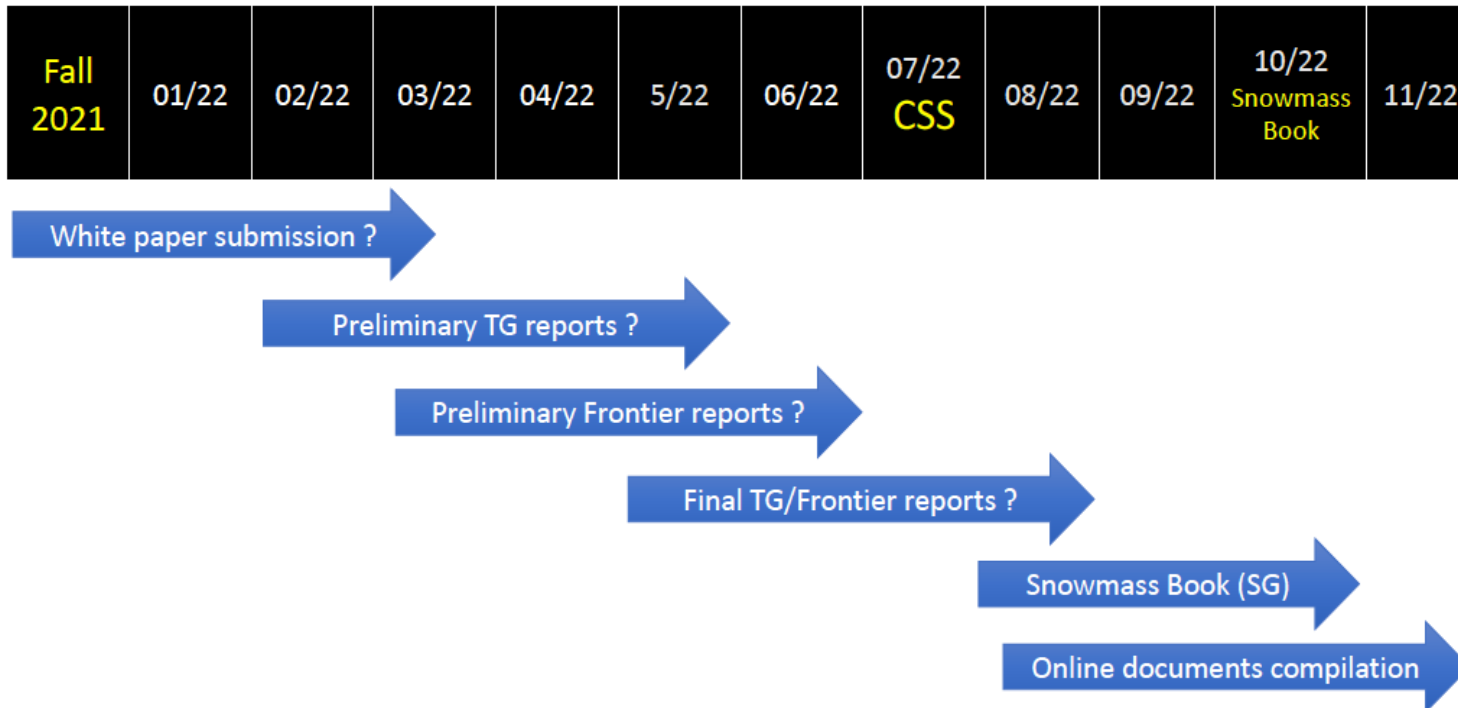 Fall
2021
01/22
02/22
03/22
04/22
5/22
06/22
07/22
CSS
08/22
09/22
10/22
Snowmass
Book
11/22
White paper submission ?
Preliminary TG reports ?
Preliminary Frontier reports ?
Final TG/Frontier reports ?
Snowmass Book (SG)
Online documents compilation